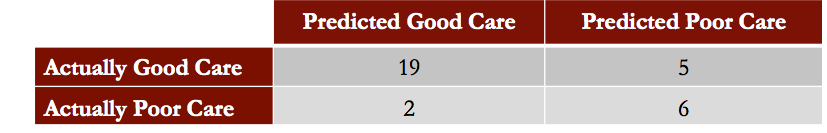 Predicted Good Care Predicted Poor Care
Actually Good Care 19 5
Actually Poor Care 2 6